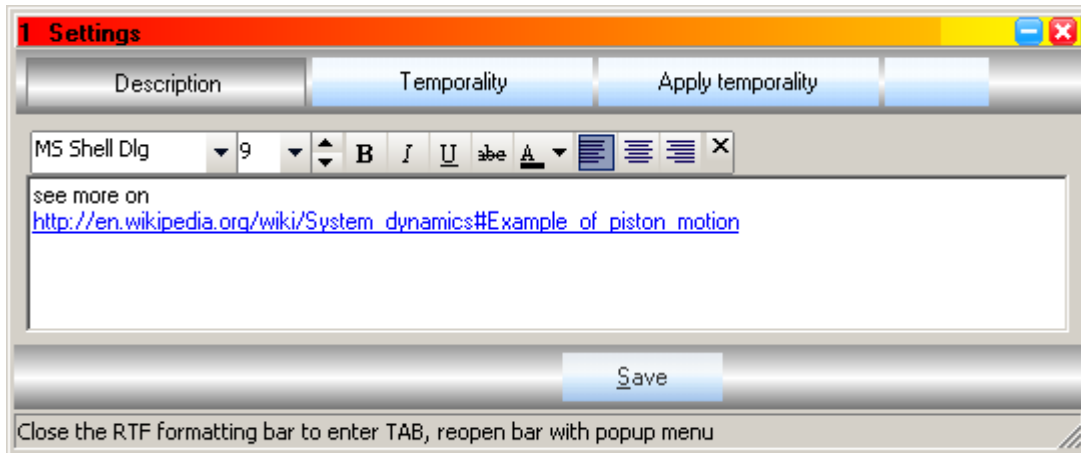 1 Settings
Description Temporality Apply temporality
MS Shell Dlg 9 B I U abe A
see more on
http://en.wikipedia.org/wiki/System_dynamics#Example_of_piston_motion
Save
Close the RTF formatting bar to enter TAB, reopen bar with popup menu